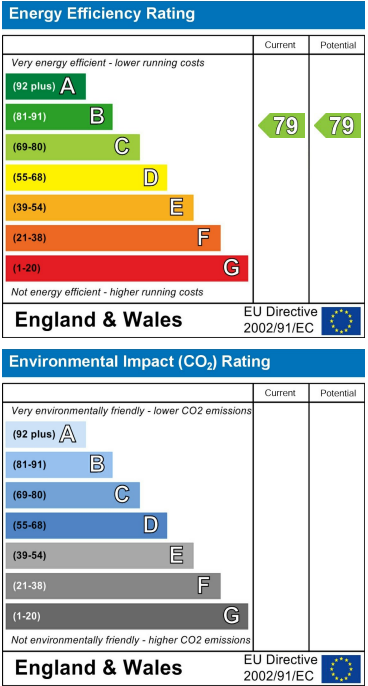 Energy Efficiency Rating
Current Potential
Very energy efficient - lower running costs
(92 plus) A
(81-91) B
79 79
(69-80) C
(55-68) D
(39-54) E
(21-38) F
(1-20) G
Not energy efficient - higher running costs
England & Wales
EU Directive
2002/91/EC
Environmental Impact (CO₂) Rating
Current Potential
Very environmentally friendly - lower CO2 emissions
(92 plus) A
(81-91) B
(69-80) C
(55-68) D
(39-54) E
(21-38) F
(1-20) G
Not environmentally friendly - higher CO2 emissions
England & Wales
EU Directive
2002/91/EC